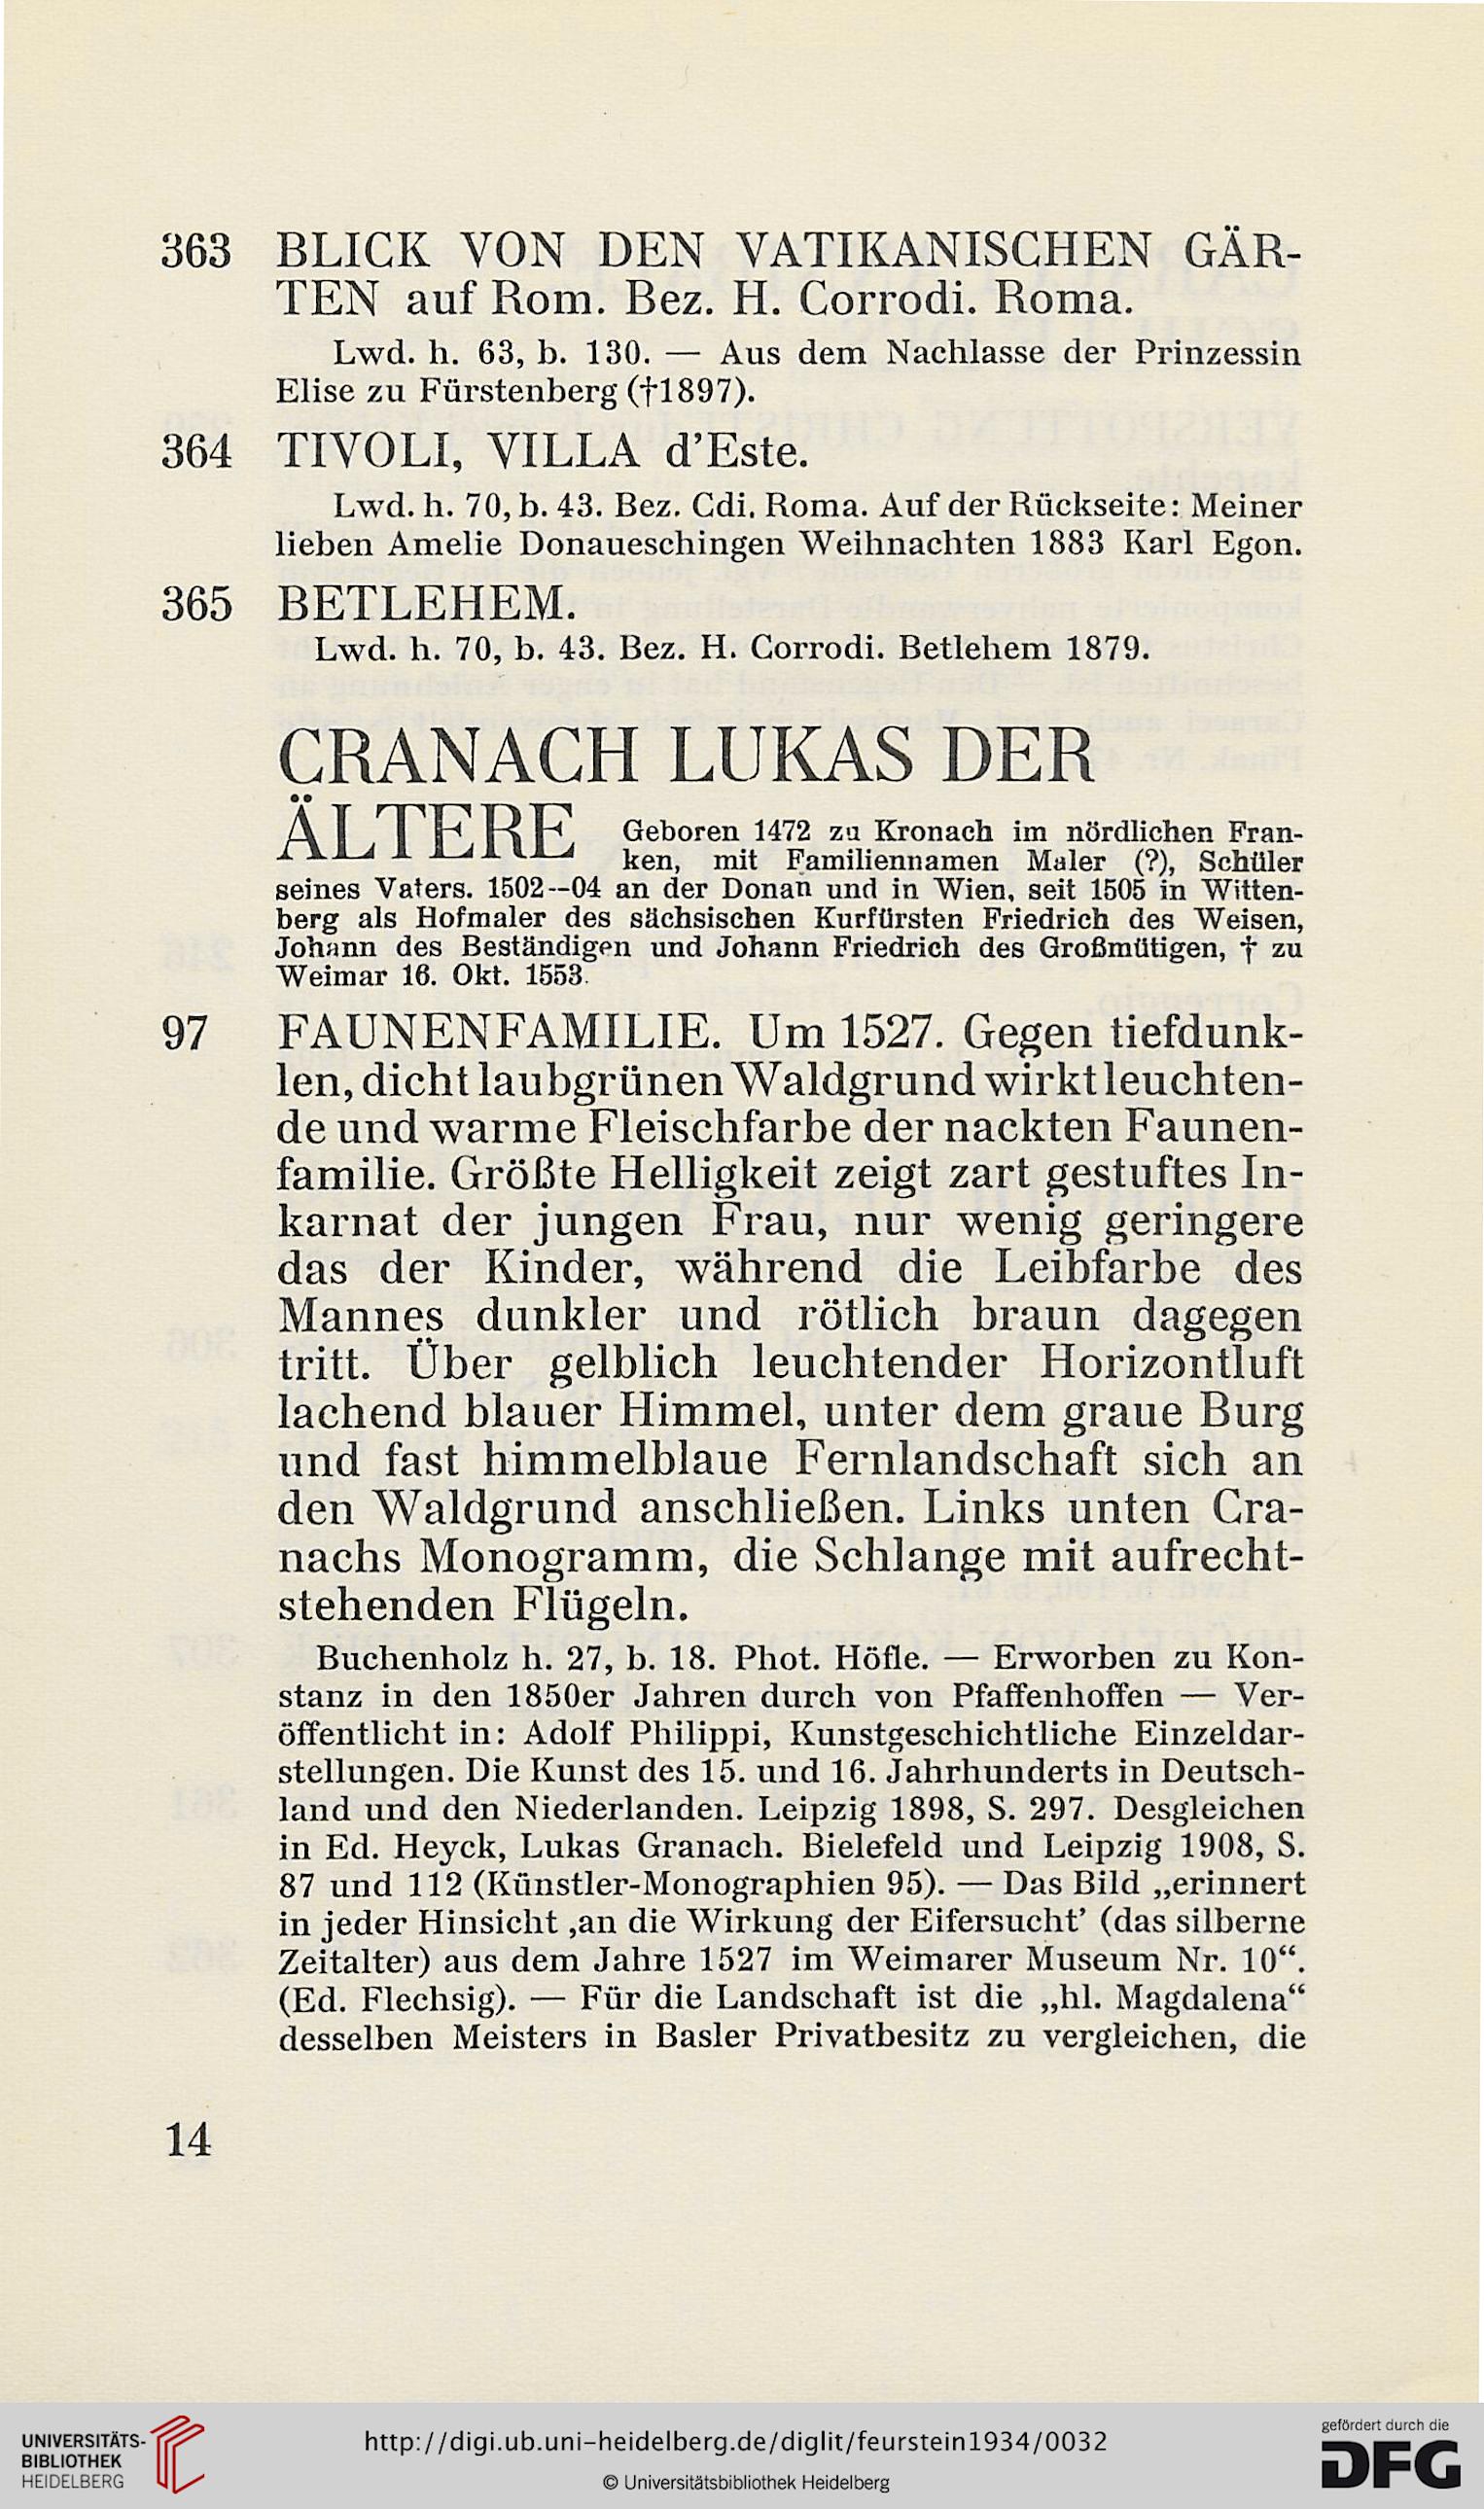 363 BLICK VON DEN VATIKANISCHEN GÄR-
TEN auf Rom. Bez. H. Corrodi. Roma.
Lwd. h. 63, b. 130. — Aus dem Nachlasse der Prinzessin
Elise zu Fürstenberg (†1897).
364 TIVOLI, VILLA d’Este.
Lwd. h. 70, b. 43. Bez. Cdi. Roma. Auf der Rückseite: Meiner
lieben Amelie Donaueschingen Weihnachten 1883 Karl Egon.
365 BETLEHEM.
Lwd. h. 70, b. 43. Bez. H. Corrodi. Betlehem 1879.
CRANACH LUKAS DER
ÄLTERE Geboren 1472 zu Kronach im nördlichen Fran-
ken, mit Familiennamen Maler (?), Schüler
seines Vaters. 1502--04 an der Donau und in Wien, seit 1505 in Witten-
berg als Hofmaler des sächsischen Kurfürsten Friedrich des Weisen,
Johann des Beständigen und Johann Friedrich des Großmütigen, † zu
Weimar 16. Okt. 1553.
97 FAUNENFAMILIE. Um 1527. Gegen tiefdunk-
len, dicht laubgrünen Waldgrund wirkt leuchten-
de und warme Fleischfarbe der nackten Faunen-
familie. Größte Helligkeit zeigt zart gestuftes In-
karnat der jungen Frau, nur wenig geringere
das der Kinder, während die Leibfarbe des
Mannes dunkler und rötlich braun dagegen
tritt. Über gelblich leuchtender Horizontluft
lachend blauer Himmel, unter dem graue Burg
und fast himmelblaue Fernlandschaft sich an
den Waldgrund anschließen. Links unten Cra-
nachs Monogramm, die Schlange mit aufrecht-
stehenden Flügeln.
Buchenholz h. 27, b. 18. Phot. Höfle. — Erworben zu Kon-
stanz in den 1850er Jahren durch von Pfaffenhoffen — Ver-
öffentlicht in: Adolf Philippi, Kunstgeschichtliche Einzeldar-
stellungen. Die Kunst des 15. und 16. Jahrhunderts in Deutsch-
land und den Niederlanden. Leipzig 1898, S. 297. Desgleichen
in Ed. Heyck, Lukas Granach. Bielefeld und Leipzig 1908, S.
87 und 112 (Künstler-Monographien 95). — Das Bild „erinnert
in jeder Hinsicht ‚an die Wirkung der Eifersucht’ (das silberne
Zeitalter) aus dem Jahre 1527 im Weimarer Museum Nr. 10“.
(Ed. Flechsig). — Für die Landschaft ist die „hl. Magdalena“
desselben Meisters in Basler Privatbesitz zu vergleichen, die
14
UNIVERSITÄTS-
BIBLIOTHEK
HEIDELBERG
http://digi.ub.uni-heidelberg.de/diglit/feurstein1934/0032
© Universitätsbibliothek Heidelberg
gefördert durch die
DFG